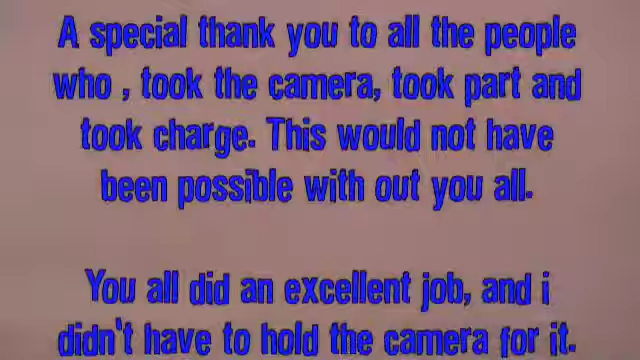 A special thank you to all the people
who , took the camera, took part and
took charge. This would not have
been possible with out you all.
You all did an excellent job, and i
didn't have to hold the camera for it.